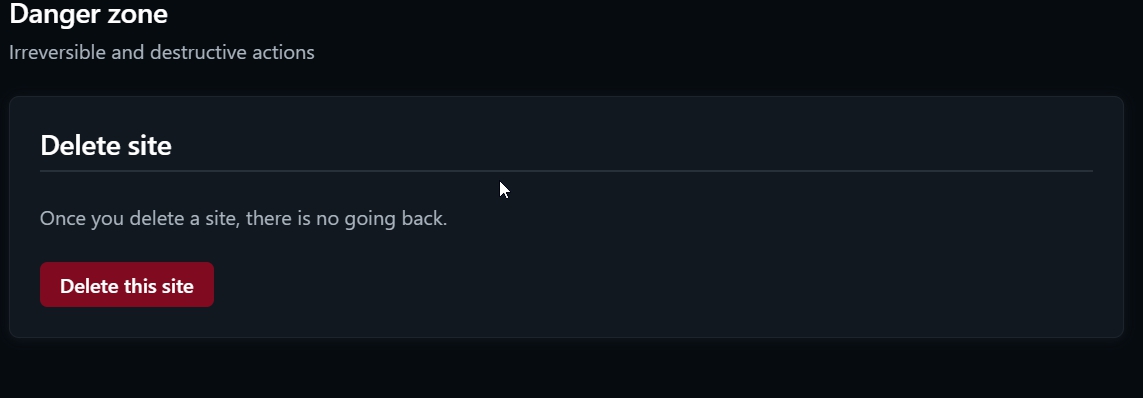 Danger zone
Irreversible and destructive actions
Delete site
Once you delete a site, there is no going back.
Delete this site